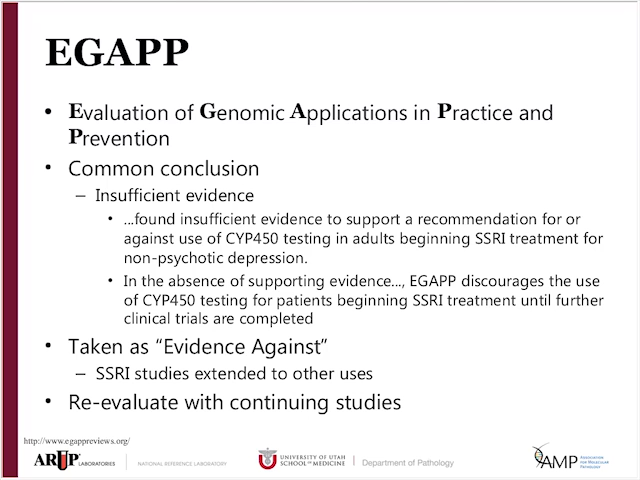 EGAPP
• Evaluation of Genomic Applications in Practice and
Prevention
• Common conclusion
– Insufficient evidence
• ...found insufficient evidence to support a recommendation for or
against use of CYP450 testing in adults beginning SSRI treatment for
non-psychotic depression.
• In the absence of supporting evidence..., EGAPP discourages the use
of CYP450 testing for patients beginning SSRI treatment until further
clinical trials are completed
• Taken as “Evidence Against”
– SSRI studies extended to other uses
• Re-evaluate with continuing studies
http://www.egappreviews.org/
ARUP LABORATORIES | NATIONAL REFERENCE LABORATORY
UNIVERSITY OF UTAH
SCHOOL OF MEDICINE | Department of Pathology
AMP ASSOCIATION
FOR MOLECULAR
PATHOLOGY